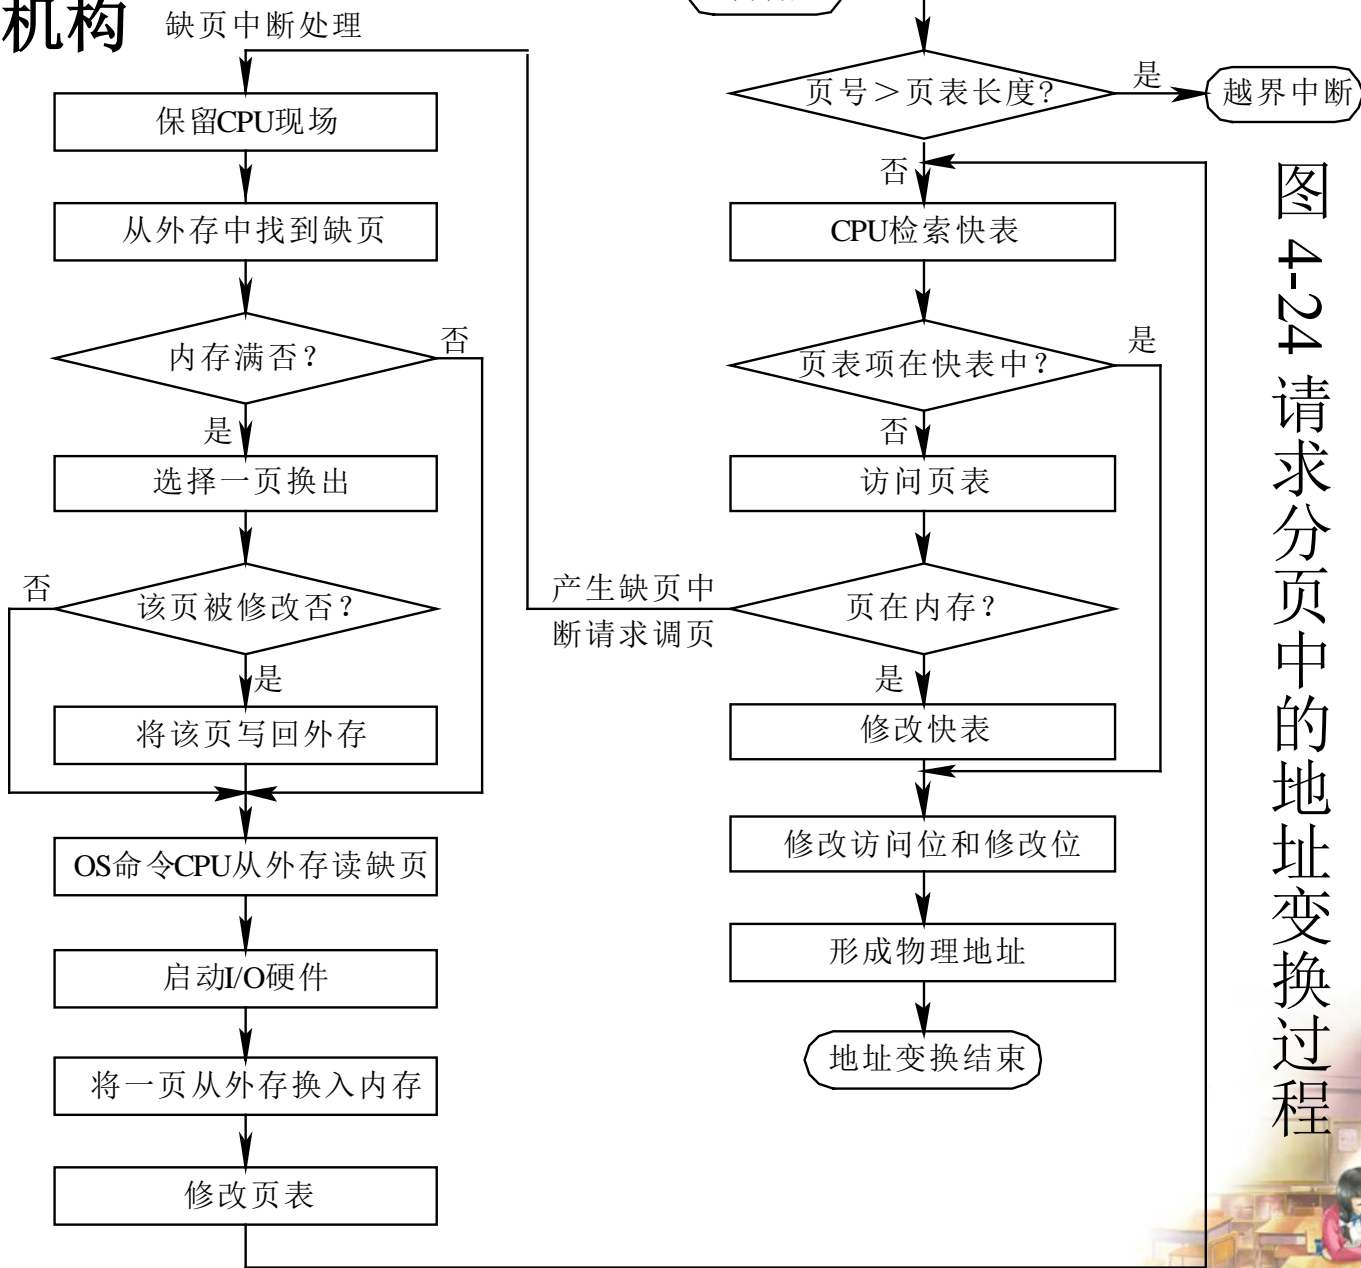 机构
缺页中断处理
保留CPU现场
从外存中找到缺页
内存满否？
否
是
选择一页换出
该页被修改否？
否
是
将该页写回外存
OS命令CPU从外存读缺页
启动I/O硬件
将一页从外存换入内存
修改页表
页号＞页表长度?
是
越界中断
否
CPU检索快表
页表项在快表中？
是
否
访问页表
产生缺页中
断请求调页
页在内存？
是
修改快表
修改访问位和修改位
形成物理地址
地址变换结束
图 4-24 请求分页中的地址变换过程